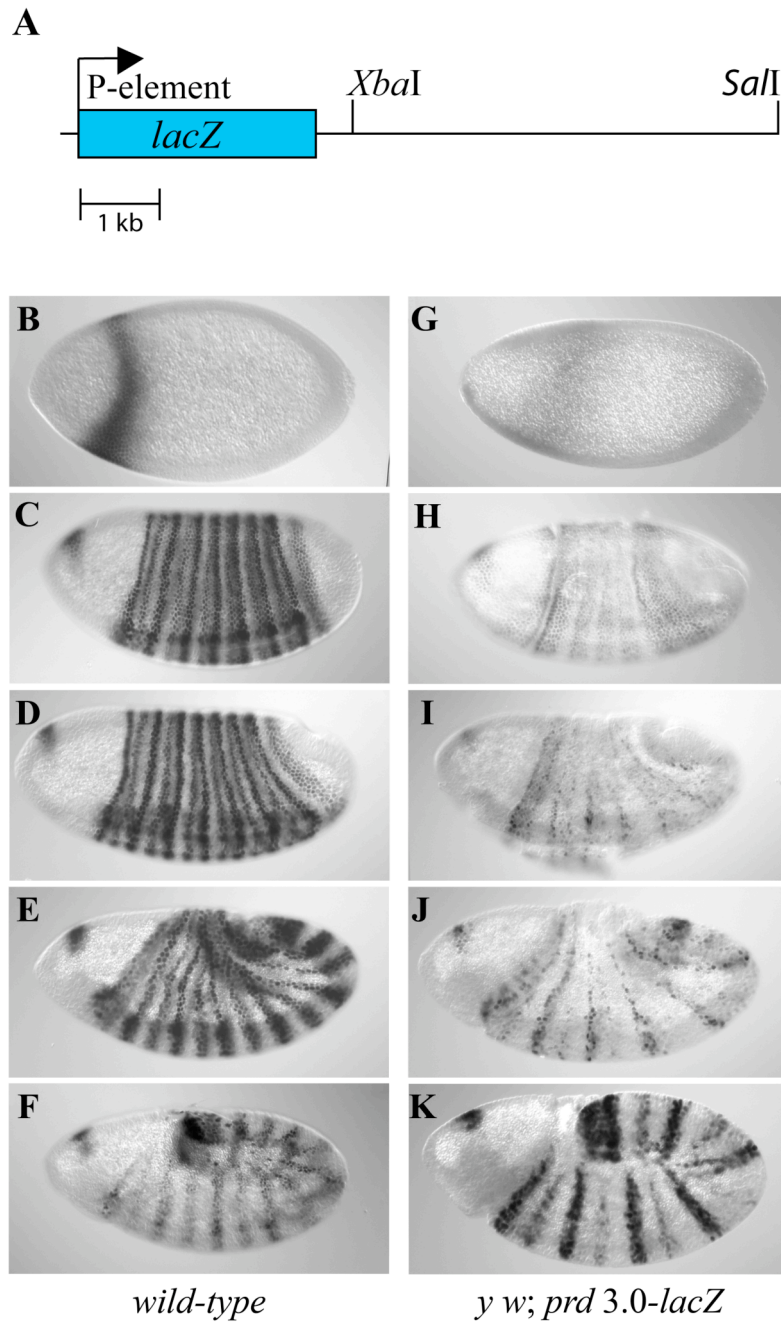 A
P-element
XbaI
SalI
lacZ
1 kb
B
G
C
H
D
I
E
J
F
K
wild-type
y w; prd 3.0-lacZ